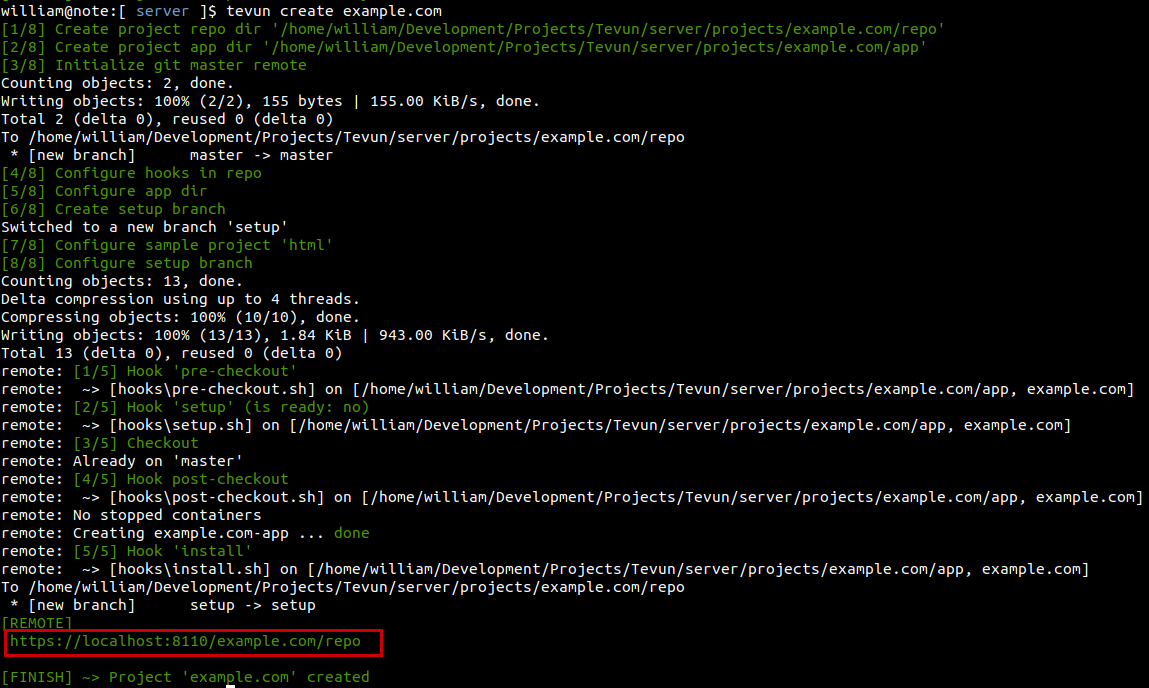 william@note:[ server ]$ tevun create example.com
[1/8] Create project repo dir '/home/william/Development/Projects/Tevun/server/projects/example.com/repo'
[2/8] Create project app dir '/home/william/Development/Projects/Tevun/server/projects/example.com/app'
[3/8] Initialize git master remote
Counting objects: 2, done.
Writing objects: 100% (2/2), 155 bytes | 155.00 KiB/s, done.
Total 2 (delta 0), reused 0 (delta 0)
To /home/william/Development/Projects/Tevun/server/projects/example.com/repo
 * [new branch]      master -> master
[4/8] Configure hooks in repo
[5/8] Configure app dir
[6/8] Create setup branch
Switched to a new branch 'setup'
[7/8] Configure sample project 'html'
[8/8] Configure setup branch
Counting objects: 13, done.
Delta compression using up to 4 threads.
Compressing objects: 100% (10/10), done.
Writing objects: 100% (13/13), 1.84 KiB | 943.00 KiB/s, done.
Total 13 (delta 0), reused 0 (delta 0)
remote: [1/5] Hook 'pre-checkout'
remote:  ~> [hooks\pre-checkout.sh] on [/home/william/Development/Projects/Tevun/server/projects/example.com/app, example.com]
remote: [2/5] Hook 'setup' (is ready: no)
remote:  ~> [hooks\setup.sh] on [/home/william/Development/Projects/Tevun/server/projects/example.com/app, example.com]
remote: [3/5] Checkout
remote: Already on 'master'
remote: [4/5] Hook post-checkout
remote:  ~> [hooks\post-checkout.sh] on [/home/william/Development/Projects/Tevun/server/projects/example.com/app, example.com]
remote: No stopped containers
remote: Creating example.com-app ... done
remote: [5/5] Hook 'install'
remote:  ~> [hooks\install.sh] on [/home/william/Development/Projects/Tevun/server/projects/example.com/app, example.com]
To /home/william/Development/Projects/Tevun/server/projects/example.com/repo
 * [new branch]      setup -> setup
[REMOTE]
 https://localhost:8110/example.com/repo
[FINISH] ~> Project 'example.com' created